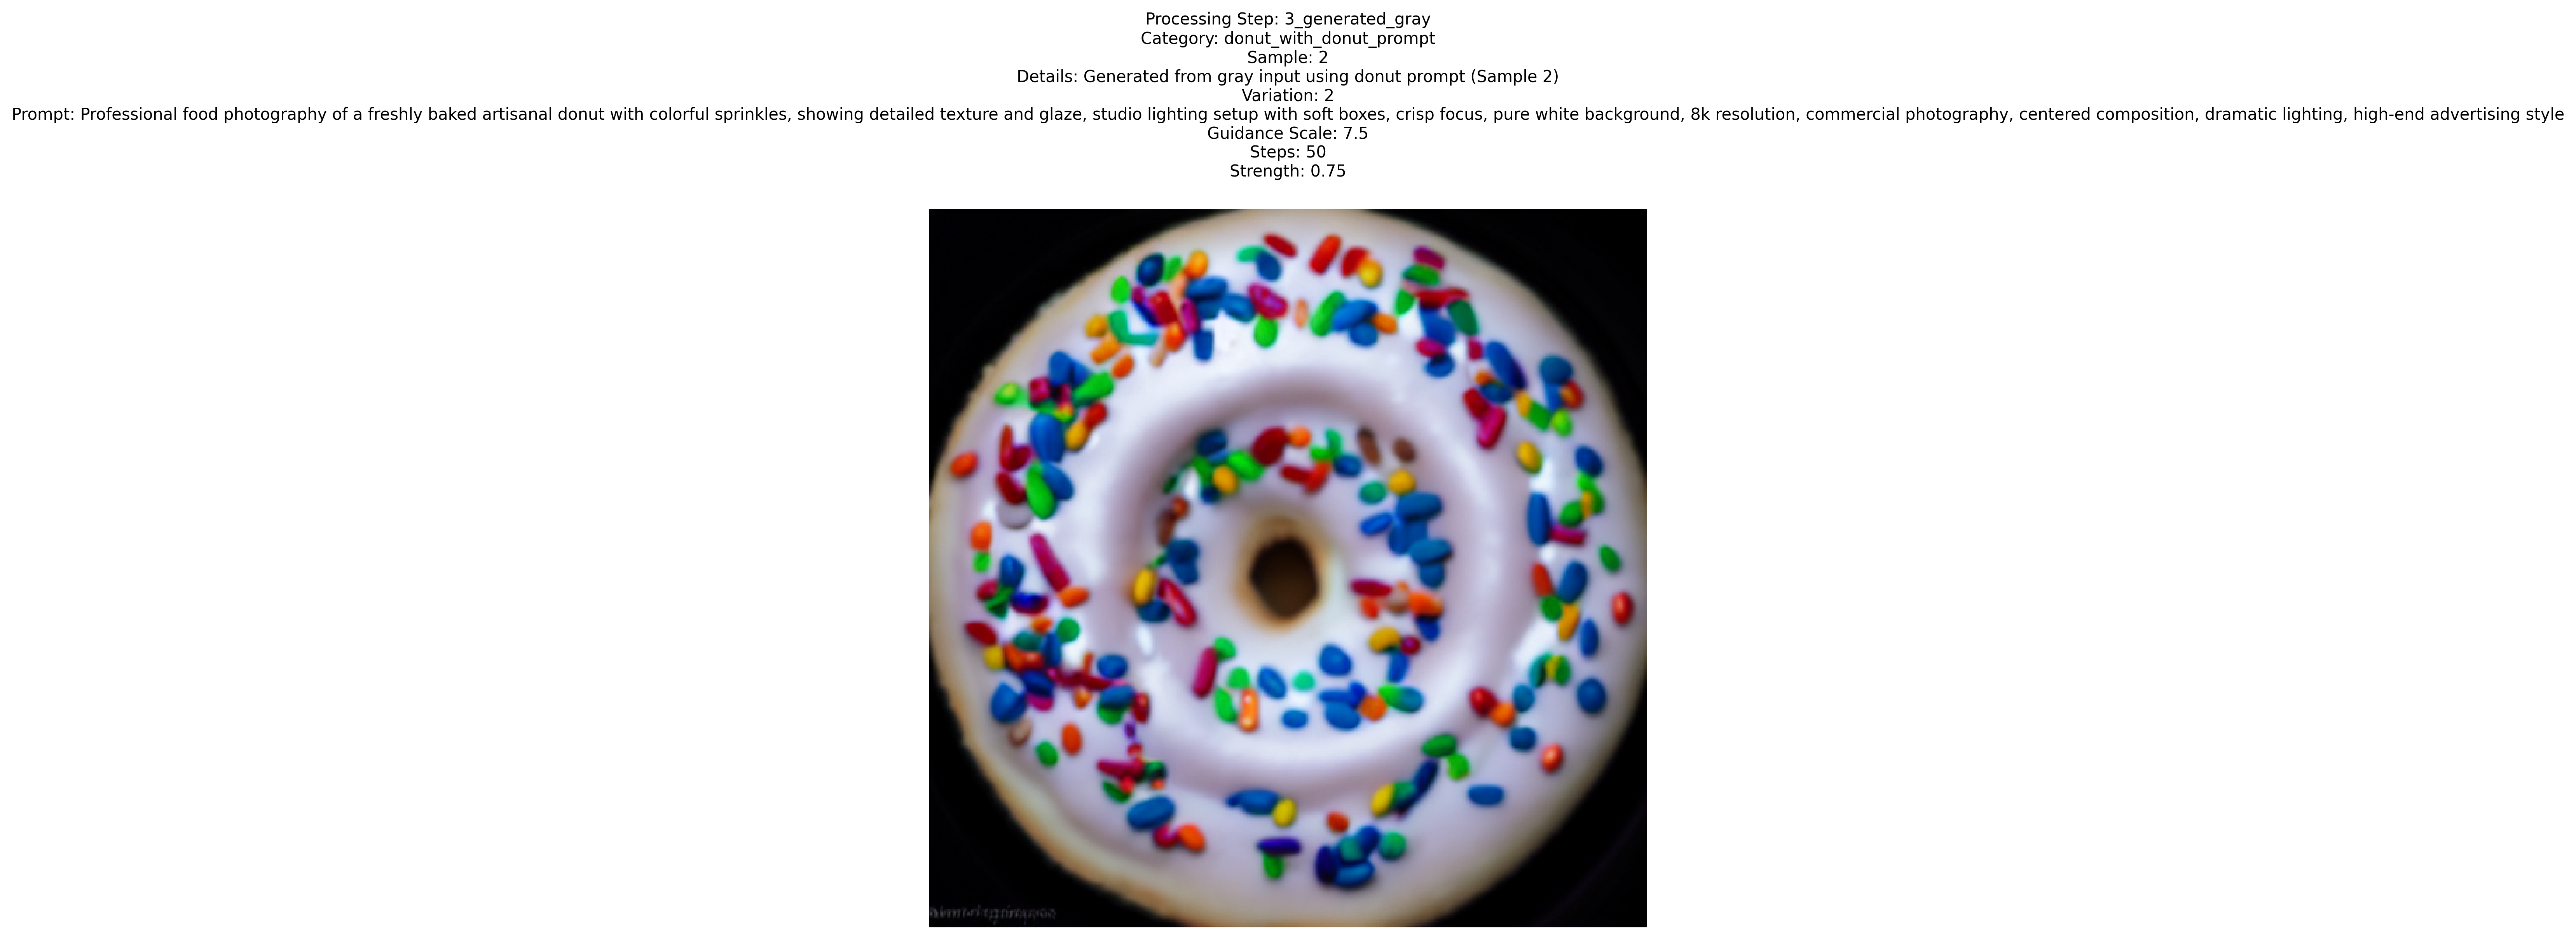 Processing Step: 3_generated_gray
Category: donut_with_donut_prompt
Sample: 2
Details: Generated from gray input using donut prompt (Sample 2)
Variation: 2
Prompt: Professional food photography of a freshly baked artisanal donut with colorful sprinkles, showing detailed texture and glaze, studio lighting setup with soft boxes, crisp focus, pure white background, 8k resolution, commercial photography, centered composition, dramatic lighting, high-end advertising style
Guidance Scale: 7.5
Steps: 50
Strength: 0.75